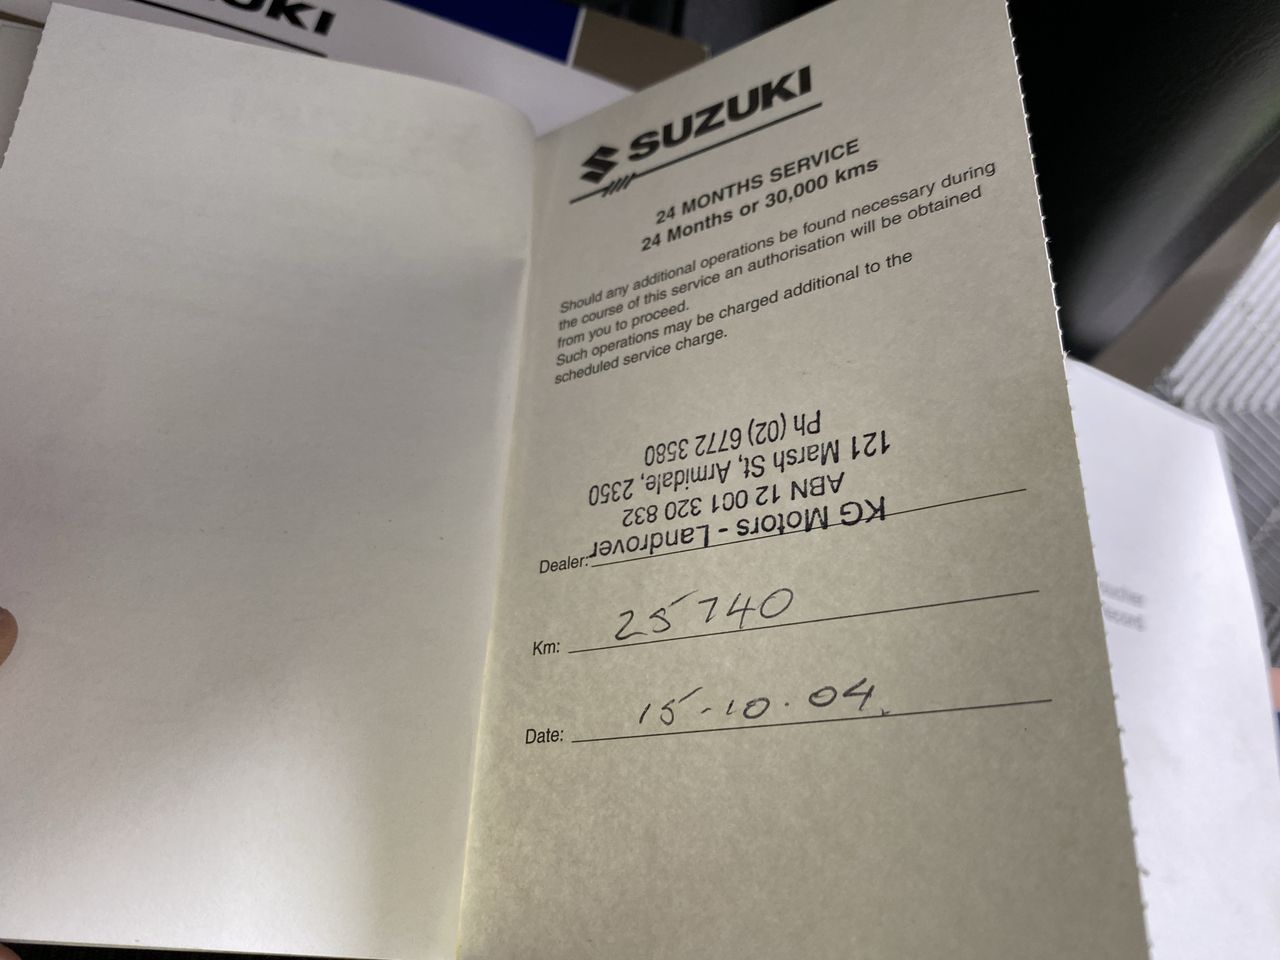 UZUKI
SUZUKI
24 MONTHS SERVICE
24 Months or 30,000 kms
Should any additional operations be found necessary during
the course of this service an authorisation will be obtained
from you to proceed.
Such operations may be charged additional to the
scheduled service charge.
KG Motors - Landrover
ABN 12 001 320 832
121 Marsh St, Armidale, 2350
Ph (02) 6772 3580
Dealer:
Km: 25740
Date: 15-10.04.